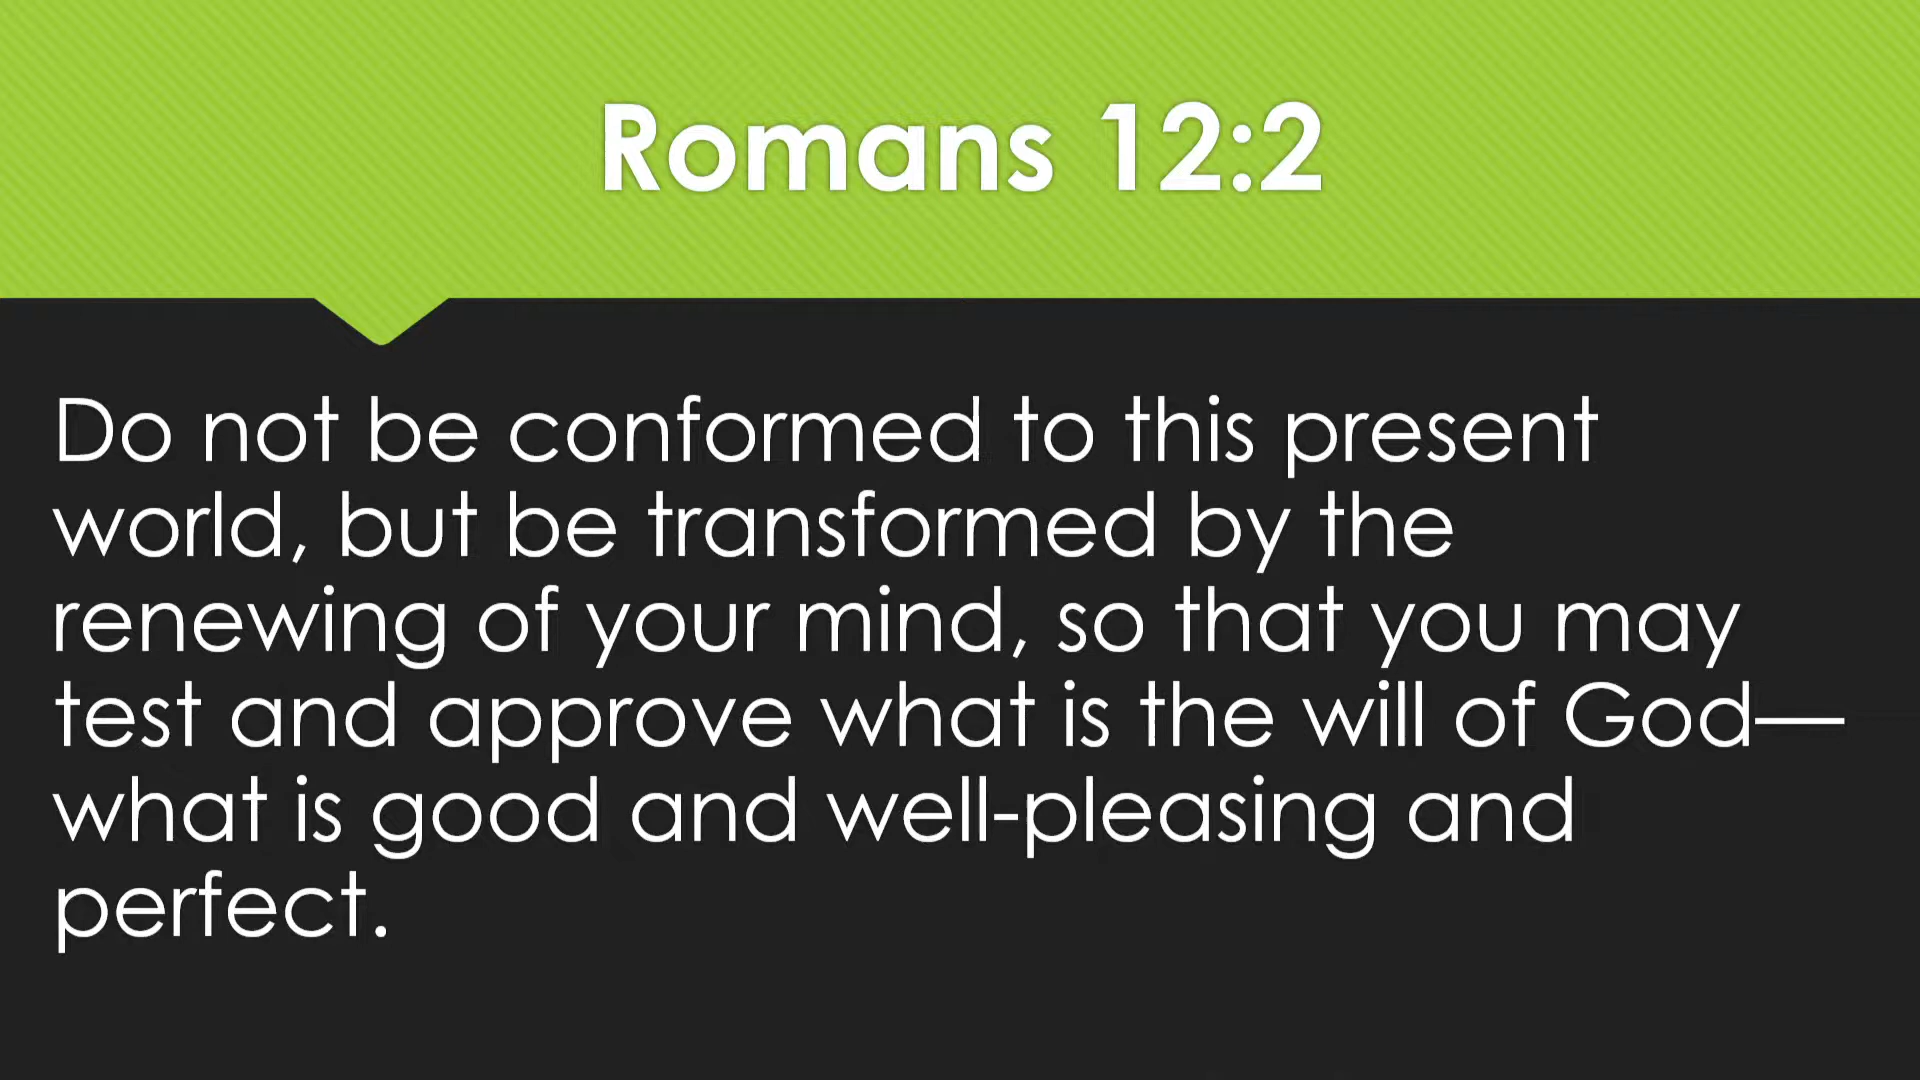 Romans 12:2
Do not be conformed to this present
world, but be transformed by the
renewing of your mind, so that you may
test and approve what is the will of God—
what is good and well-pleasing and
perfect.